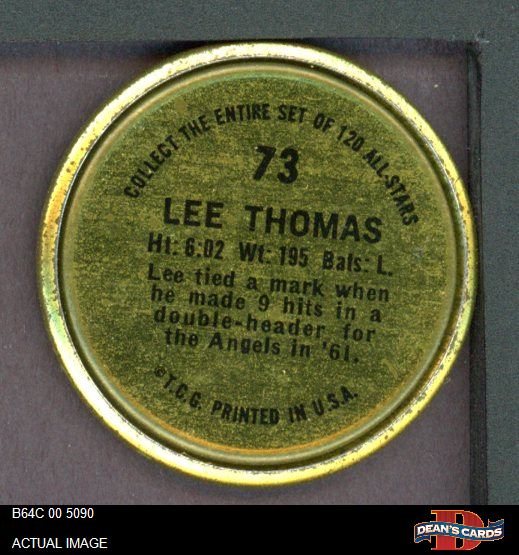 COLLECT THE ENTIRE SET OF 120 ALL-STARS
73
LEE THOMAS
Ht: 6:02 Wt: 195 Bats: L.
Lee tied a mark when
he made 9 hits in a
double-header for
the Angels in '61.
©T.C.G. PRINTED IN U.S.A.
B64C 00 5090
ACTUAL IMAGE
D
DEAN'S CARDS